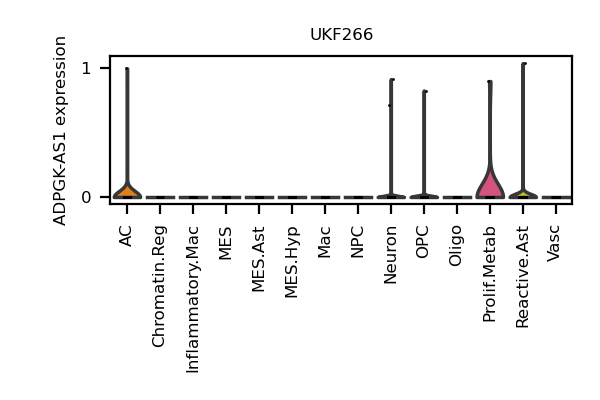 UKF266
ADPGK-AS1 expression
1
0
AC
Chromatin.Reg
Inflammatory.Mac
MES
MES.Ast
MES.Hyp
Mac
NPC
Neuron
OPC
Oligo
Prolif.Metab
Reactive.Ast
Vasc